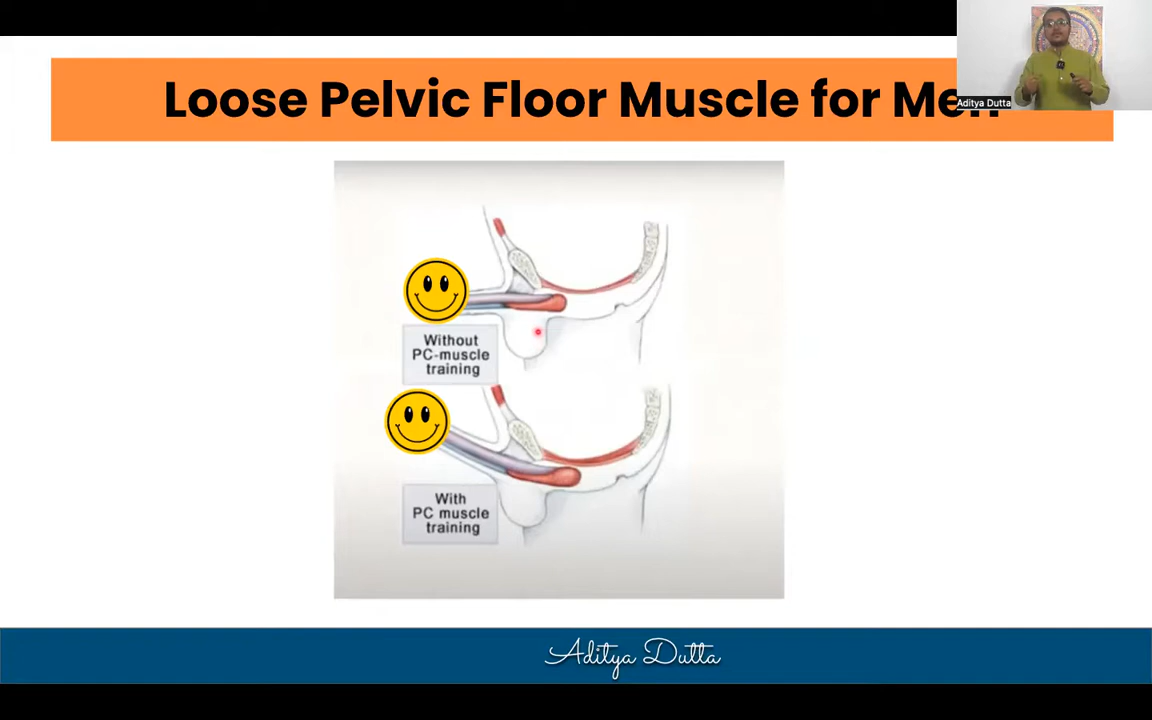 Loose Pelvic Floor Muscle for Men
Aditya Dutta
Without
PC-muscle
training
With
PC muscle
training
Aditya Dutta